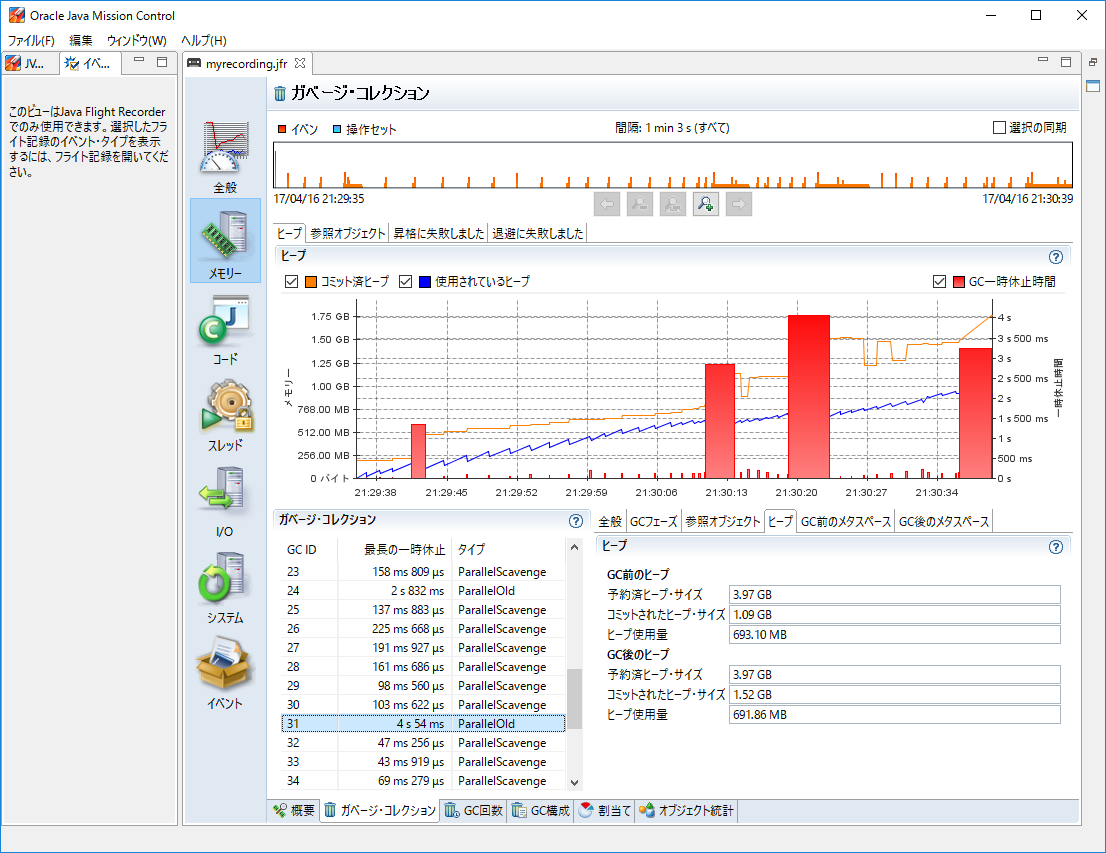 Oracle Java Mission Control
ファイル(F) 編集 ウィンドウ(W) ヘルプ(H)
JV...
イベ...
myrecording.jfr
このビューはJava Flight Recorder
でのみ使用できます。選択したフラ
イト記録のイベント・タイプを表示
するには、フライト記録を開いてくだ
さい。
全般
メモリー
コード
スレッド
I/O
システム
イベント
ガベージ・コレクション
イベン 操作セット 間隔: 1 min 3 s (すべて) 選択の同期
17/04/16 21:29:35 17/04/16 21:30:39
ヒープ 参照オブジェクト 昇格に失敗しました 退避に失敗しました
ヒープ
コミット済ヒープ 使用されているヒープ GC一時休止時間
メモリー
1.75 GB
1.50 GB
1.25 GB
1.00 GB
768.00 MB
512.00 MB
256.00 MB
0 バイト
4 s
3 s 500 ms
3 s
2 s 500 ms
2 s
1 s 500 ms
1 s
500 ms
0 s
一時休止時間
21:29:38 21:29:45 21:29:52 21:29:59 21:30:06 21:30:13 21:30:20 21:30:27 21:30:34
ガベージ・コレクション
GC ID 最長の一時休止 タイプ
23 158 ms 809 µs ParallelScavenge
24 2 s 832 ms ParallelOld
25 137 ms 883 µs ParallelScavenge
26 225 ms 668 µs ParallelScavenge
27 191 ms 927 µs ParallelScavenge
28 161 ms 686 µs ParallelScavenge
29 98 ms 560 µs ParallelScavenge
30 103 ms 622 µs ParallelScavenge
31 4 s 54 ms ParallelOld
32 47 ms 256 µs ParallelScavenge
33 43 ms 919 µs ParallelScavenge
34 69 ms 279 µs ParallelScavenge
全般 GCフェーズ 参照オブジェクト ヒープ GC前のメタスペース GC後のメタスペース
ヒープ
GC前のヒープ
予約済ヒープ・サイズ 3.97 GB
コミットされたヒープ・サイズ 1.09 GB
ヒープ使用量 693.10 MB
GC後のヒープ
予約済ヒープ・サイズ 3.97 GB
コミットされたヒープ・サイズ 1.52 GB
ヒープ使用量 691.86 MB
概要 ガベージ・コレクション GC回数 GC構成 割当て オブジェクト統計